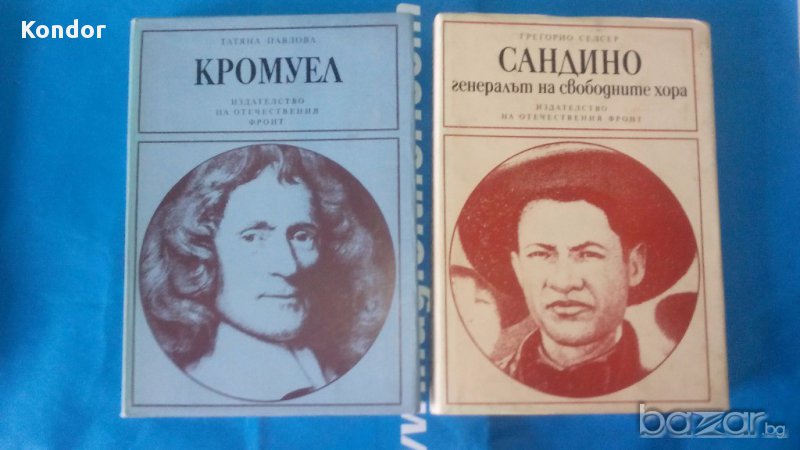 Kondor
ТАТЯНА ПАВЛОВА
КРОМУЕЛ
ИЗДАТЕЛСТВО
НА ОТЕЧЕСТВЕНИЯ
ФРОНТ
ГРЕГОРИО СЕЛСЕР
САНДИНО
генералът на свободните хора
ИЗДАТЕЛСТВО
НА ОТЕЧЕСТВЕНИЯ ФРОНТ
bazar.bg